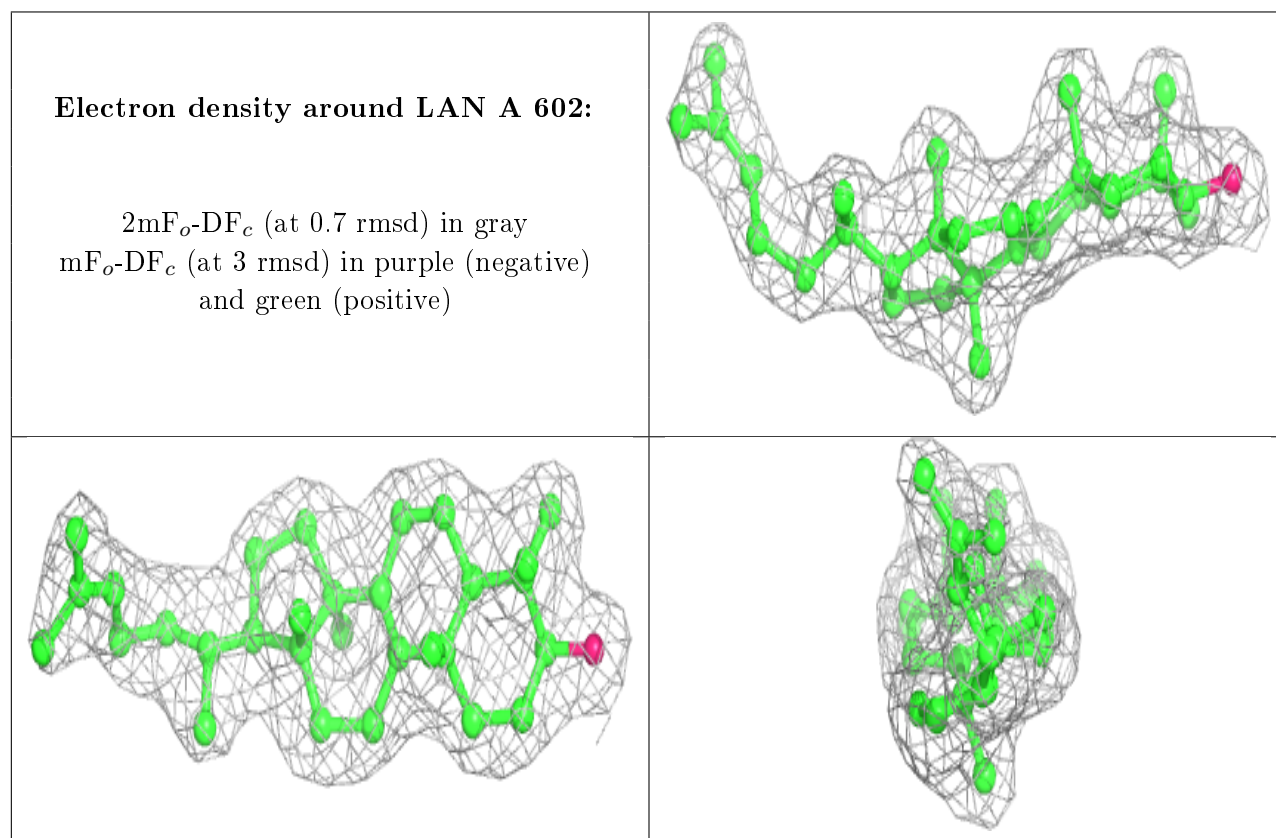 Electron density around LAN A 602:
2mFo-DFc (at 0.7 rmsd) in gray
mFo-DFc (at 3 rmsd) in purple (negative)
and green (positive)